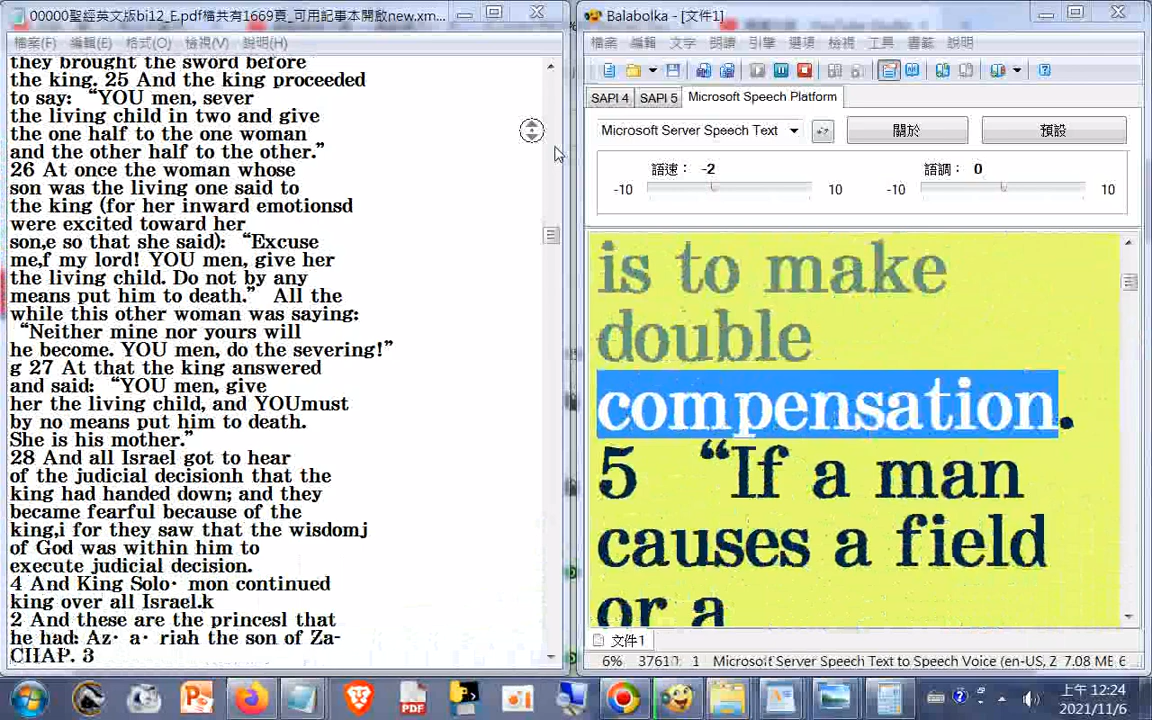 00000聖經英文版bi12_E.pdf檔共有1669頁_可用記事本開啟new.xm...
檔案(F) 編輯(E) 格式(O) 檢視(V) 說明(H)
they brought the sword before
the king. 25 And the king proceeded
to say: “YOU men, sever
the living child in two and give
the one half to the one woman
and the other half to the other.”
26 At once the woman whose
son was the living one said to
the king (for her inward emotionsd
were excited toward her
son,e so that she said): “Excuse
me,f my lord! YOU men, give her
the living child. Do not by any
means put him to death.” All the
while this other woman was saying:
“Neither mine nor yours will
he become. YOU men, do the severing!”
g 27 At that the king answered
and said: “YOU men, give
her the living child, and YOUmust
by no means put him to death.
She is his mother.”
28 And all Israel got to hear
of the judicial decisionh that the
king had handed down; and they
became fearful because of the
king,i for they saw that the wisdomj
of God was within him to
execute judicial decision.
4 And King Solo· mon continued
king over all Israel.k
2 And these are the princesl that
he had: Az· a· riah the son of Za-
CHAP. 3
Balabolka - [文件1]
檔案 編輯 文字 朗讀 引擎 選項 檢視 工具 書籤 說明
SAPI 4 SAPI 5 Microsoft Speech Platform
Microsoft Server Speech Text 關於 預設
語速： -2 語調： 0
-10 10 -10 10
is to make
double
compensation.
5 “If a man
causes a field
or a
文件1
6% 37610: 1 Microsoft Server Speech Text to Speech Voice (en-US, 2 7.08 MB 6
上午 12:24
2021/11/6